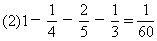 (2)1 - 1/4 - 2/5 - 1/3 = 1/60